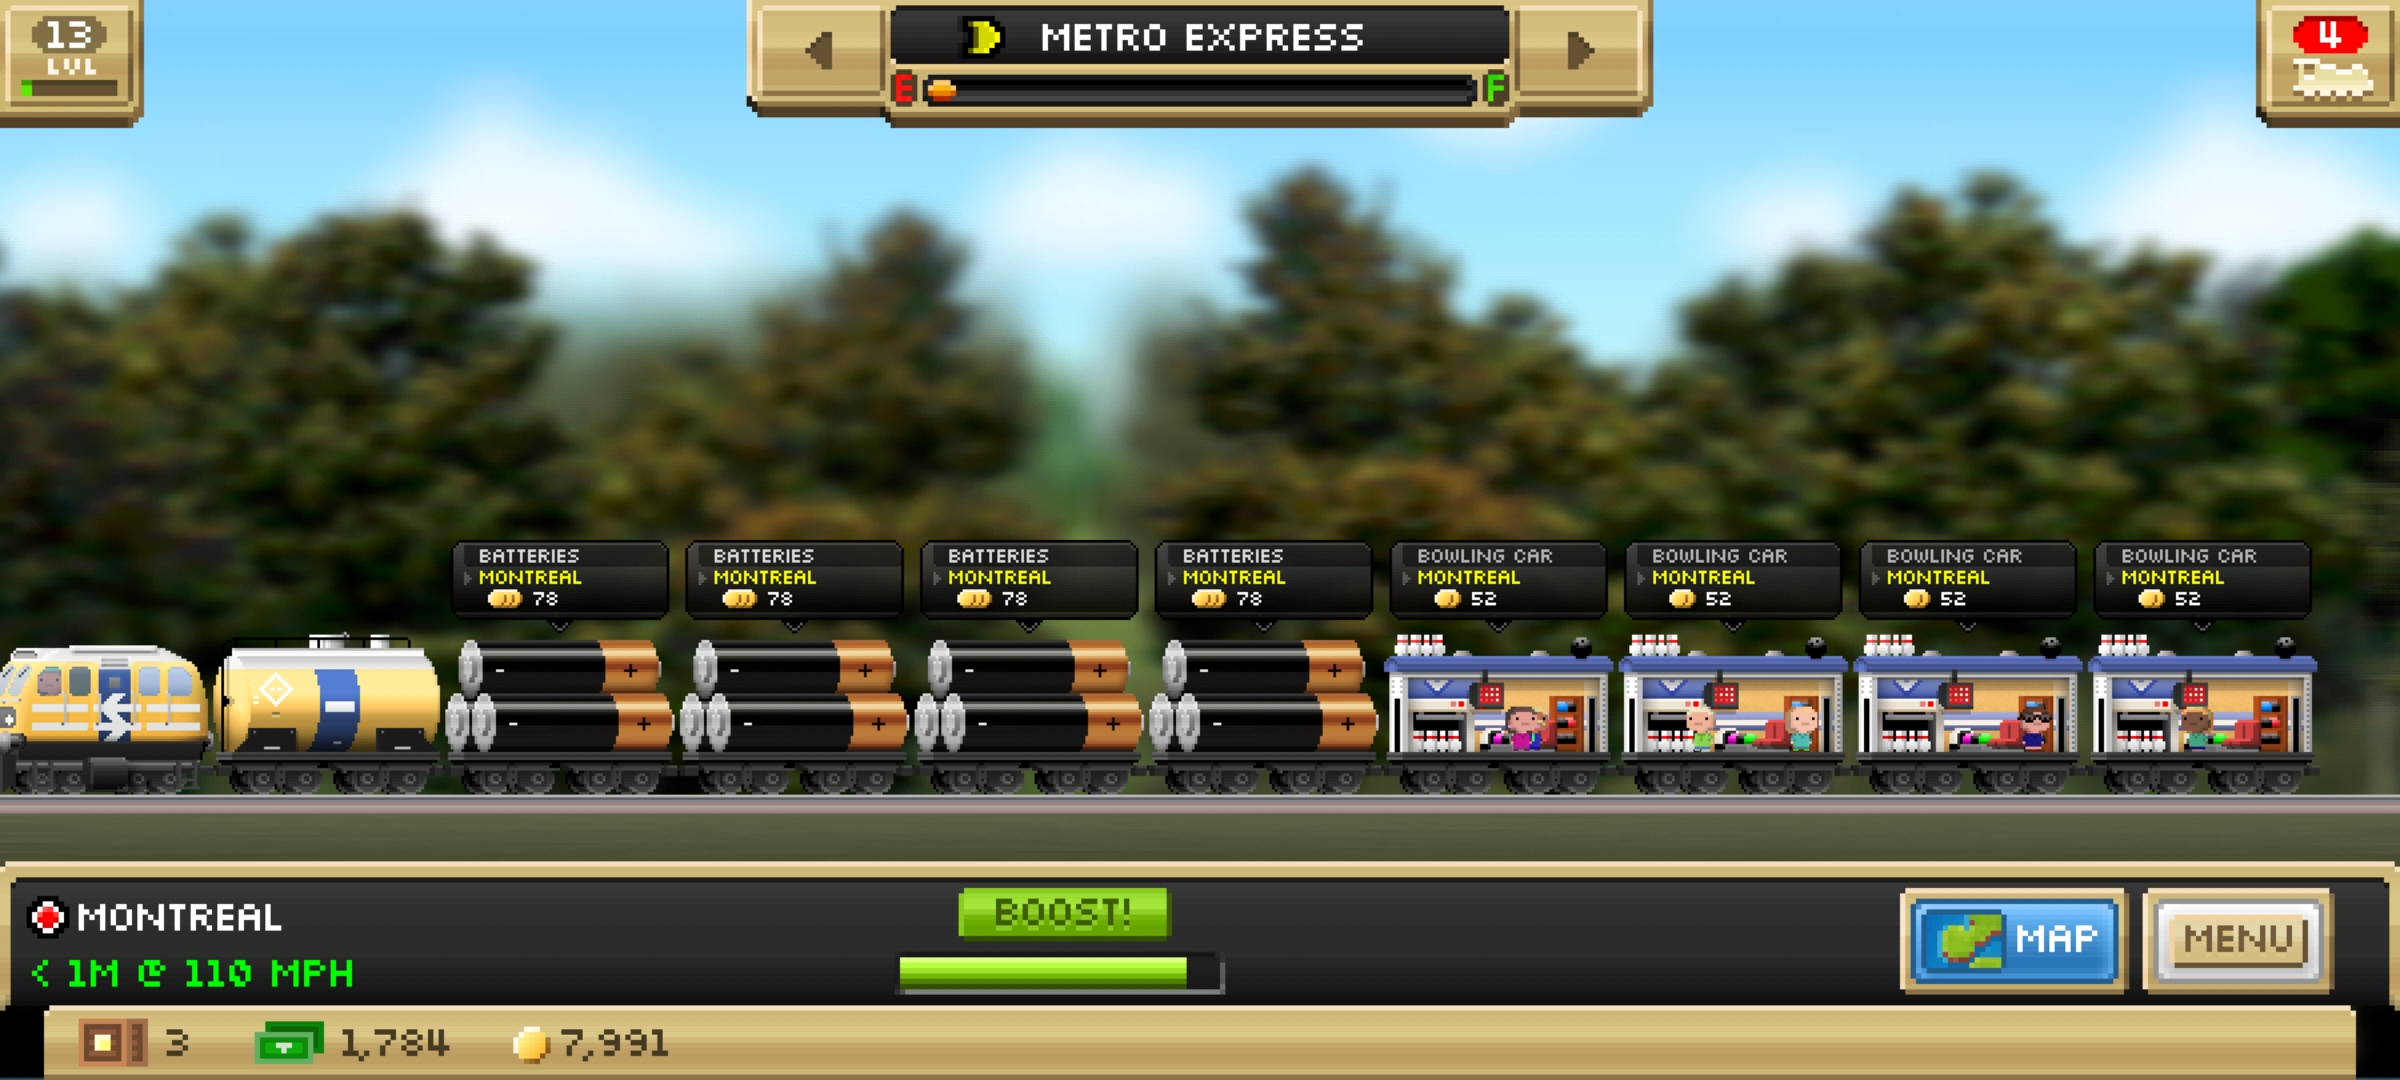 13
LVL
METRO EXPRESS
E F
4
BATTERIES
MONTREAL
78
BATTERIES
MONTREAL
78
BATTERIES
MONTREAL
78
BATTERIES
MONTREAL
78
BOWLING CAR
MONTREAL
52
BOWLING CAR
MONTREAL
52
BOWLING CAR
MONTREAL
52
BOWLING CAR
MONTREAL
52
- +
- +
- +
- +
- +
- +
- +
- +
MONTREAL
< 1M @ 110 MPH
BOOST!
MAP
MENU
3
1,784
7,991